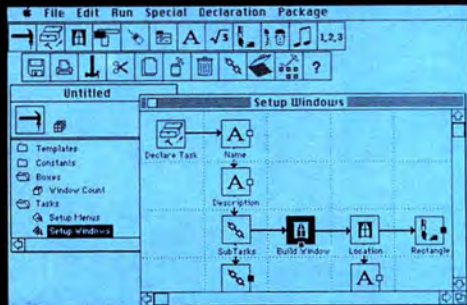 File Edit Run Special Declaration Package
A √3 1,2,3
?
Untitled
Setup Windows
Templates
Constants
Boxes
Window Count
Tasks
Setup Menus
Setup Windows
Declare Task
A
Name
A
Description
SubTasks
Build Window
Location
Rectangle
A